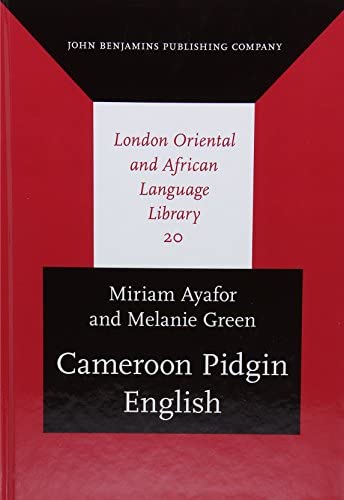 JOHN BENJAMINS PUBLISHING COMPANY
London Oriental
and African
Language
Library
20
Miriam Ayafor
and Melanie Green
Cameroon Pidgin
English